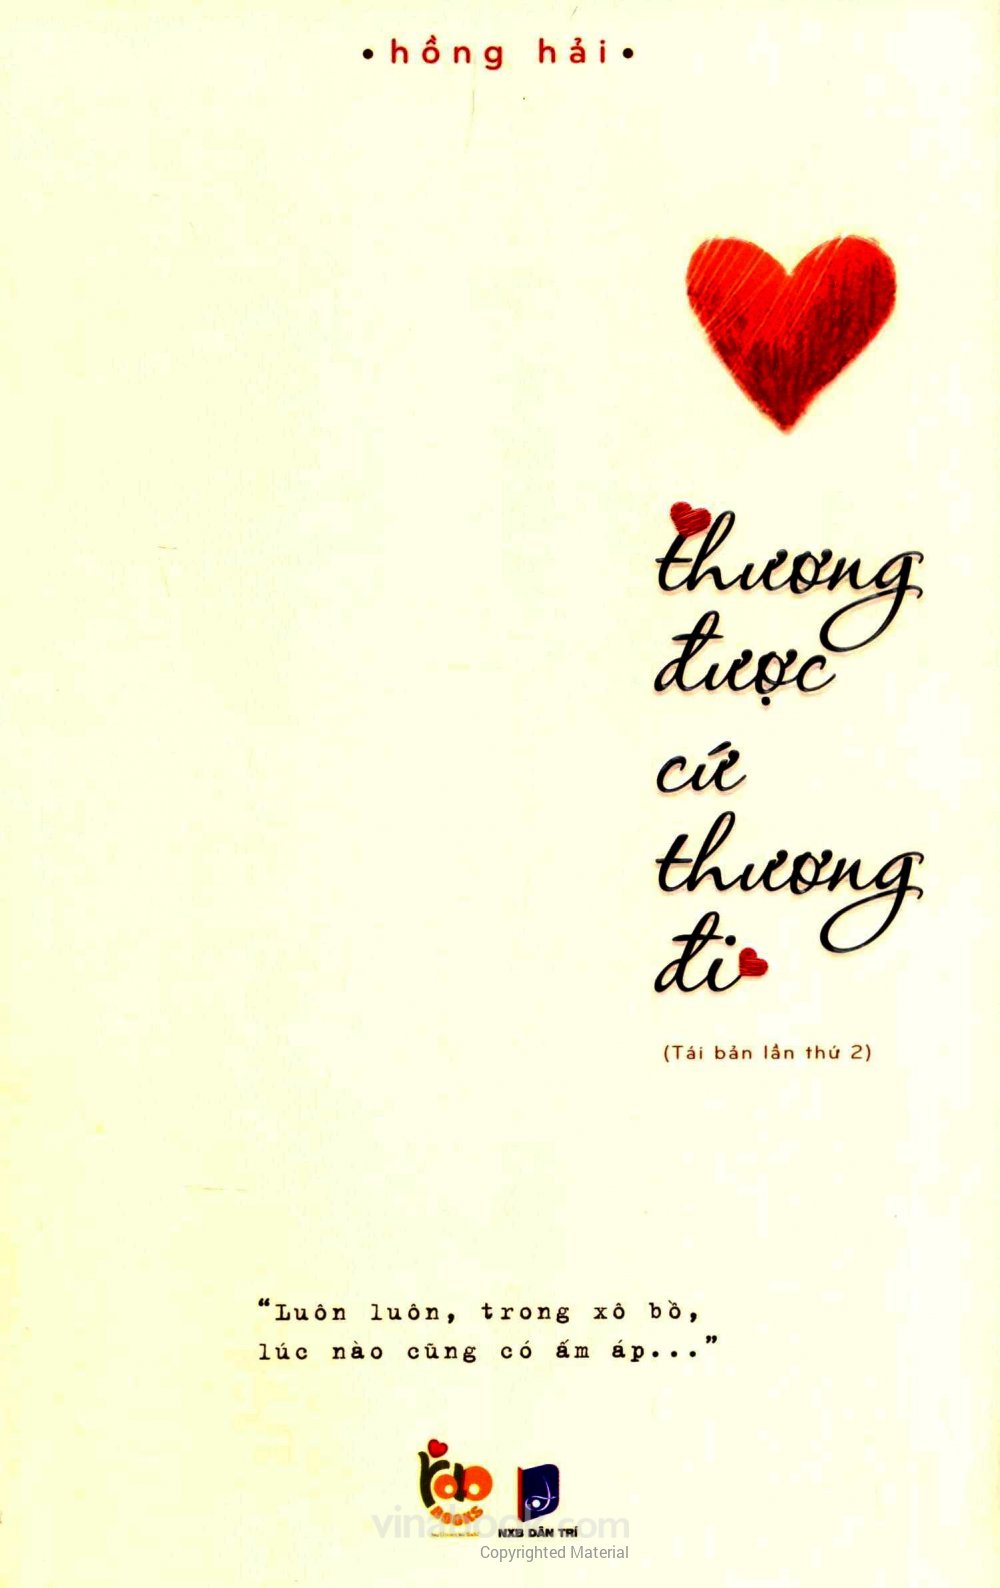 • hồng hải •
thương
được
cứ
thương
đi
(Tái bản lần thứ 2)
“Luôn luôn, trong xô bồ,
lúc nào cũng có ấm áp...”
BOOKS
NXB DÂN TRÍ
vinabook.com
Copyrighted Material